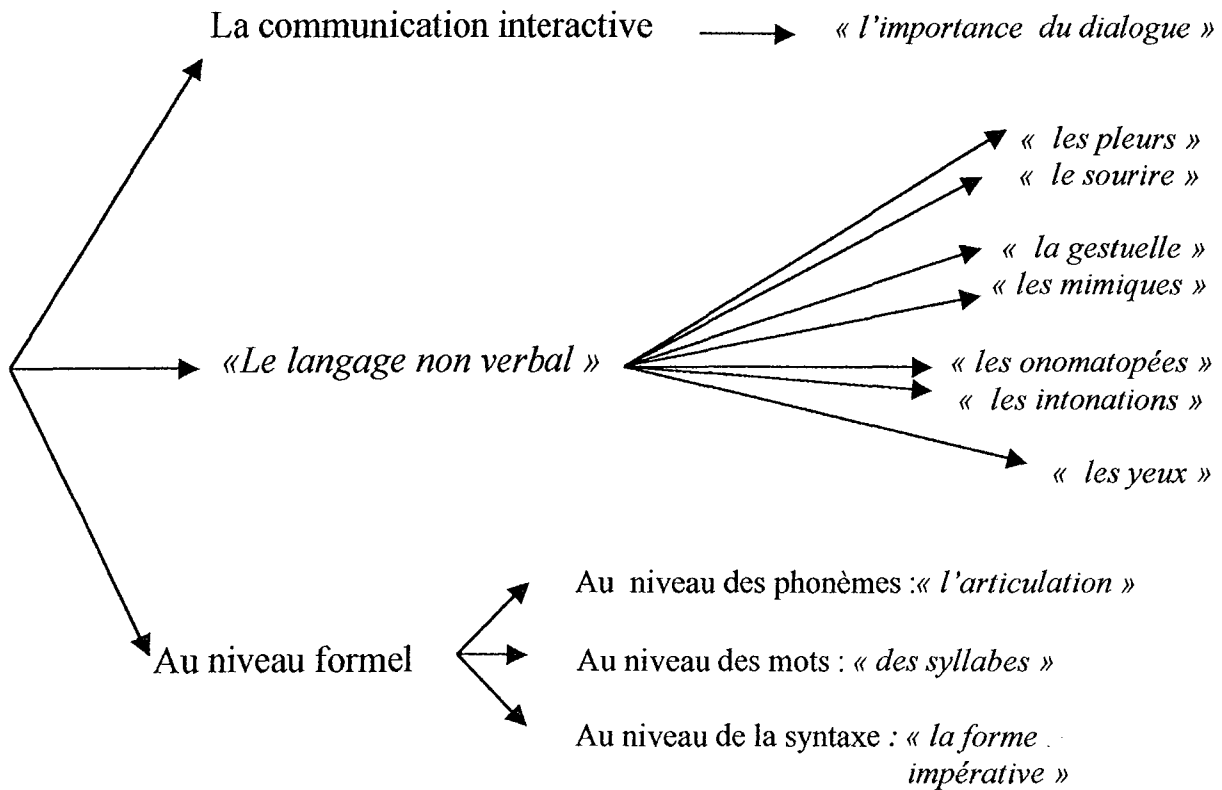 La communication interactive « l'importance du dialogue »
« les pleurs »
« le sourire »
« la gestuelle »
« les mimiques »
«Le langage non verbal » « les onomatopées »
« les intonations »
« les yeux »
Au niveau des phonèmes :« l'articulation »
Au niveau formel Au niveau des mots : « des syllabes »
Au niveau de la syntaxe : « la forme
impérative »